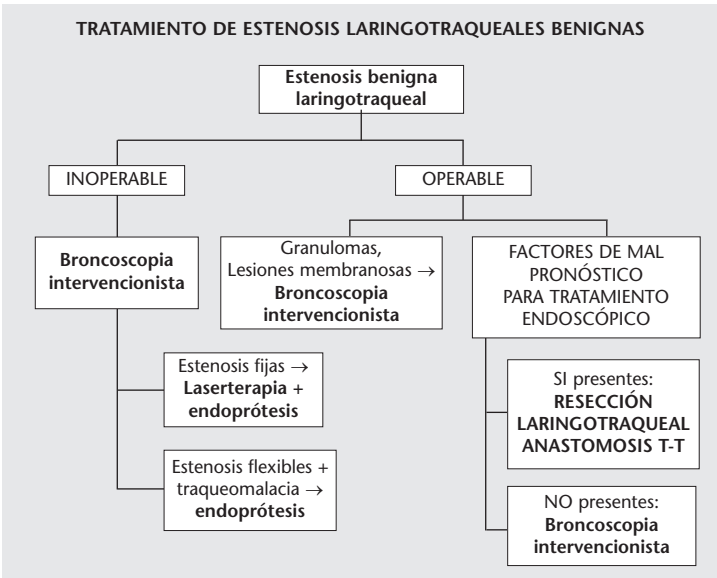 TRATAMIENTO DE ESTENOSIS LARINGOTRAQUEALES BENIGNAS
Estenosis benigna
laringotraqueal
INOPERABLE
OPERABLE
Broncoscopia
intervencionista
Granulomas,
Lesiones membranosas →
Broncoscopia
intervencionista
FACTORES DE MAL
PRONÓSTICO
PARA TRATAMIENTO
ENDOSCÓPICO
Estenosis fijas →
Laserterapia +
endoprótesis
SI presentes:
RESECCIÓN
LARINGOTRAQUEAL
ANASTOMOSIS T-T
Estenosis flexibles +
traqueomalacia →
endoprótesis
NO presentes:
Broncoscopia
intervencionista